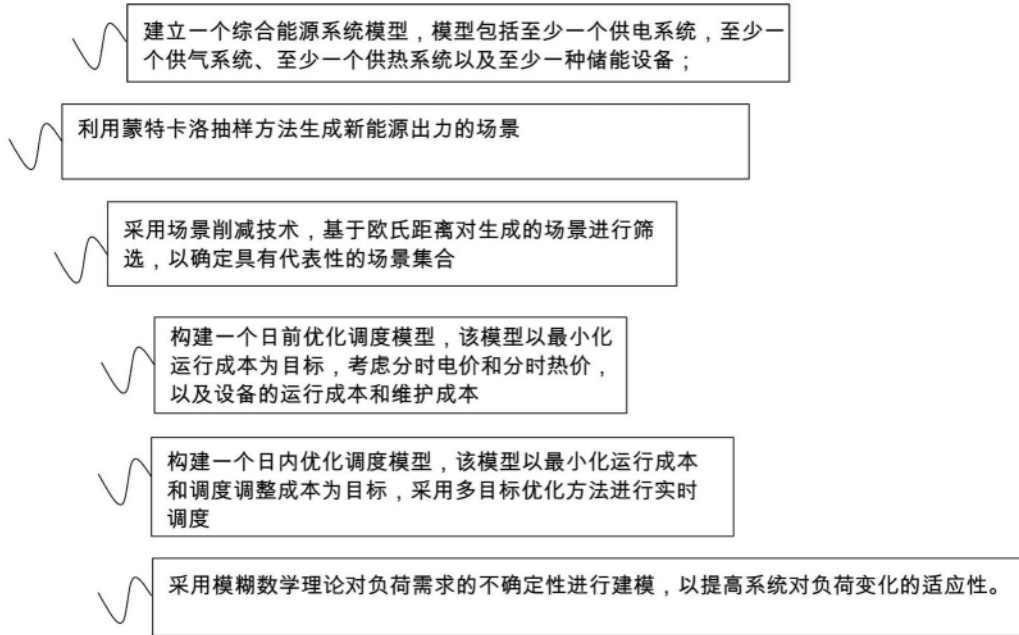 建立一个综合能源系统模型，模型包括至少一个供电系统，至少一
个供气系统、至少一个供热系统以及至少一种储能设备；
利用蒙特卡洛抽样方法生成新能源出力的场景
采用场景削减技术，基于欧氏距离对生成的场景进行筛
选，以确定具有代表性的场景集合
构建一个日前优化调度模型，该模型以最小化
运行成本为目标，考虑分时电价和分时热价，
以及设备的运行成本和维护成本
构建一个日内优化调度模型，该模型以最小化运行成本
和调度调整成本为目标，采用多目标优化方法进行实时
调度
采用模糊数学理论对负荷需求的不确定性进行建模，以提高系统对负荷变化的适应性。